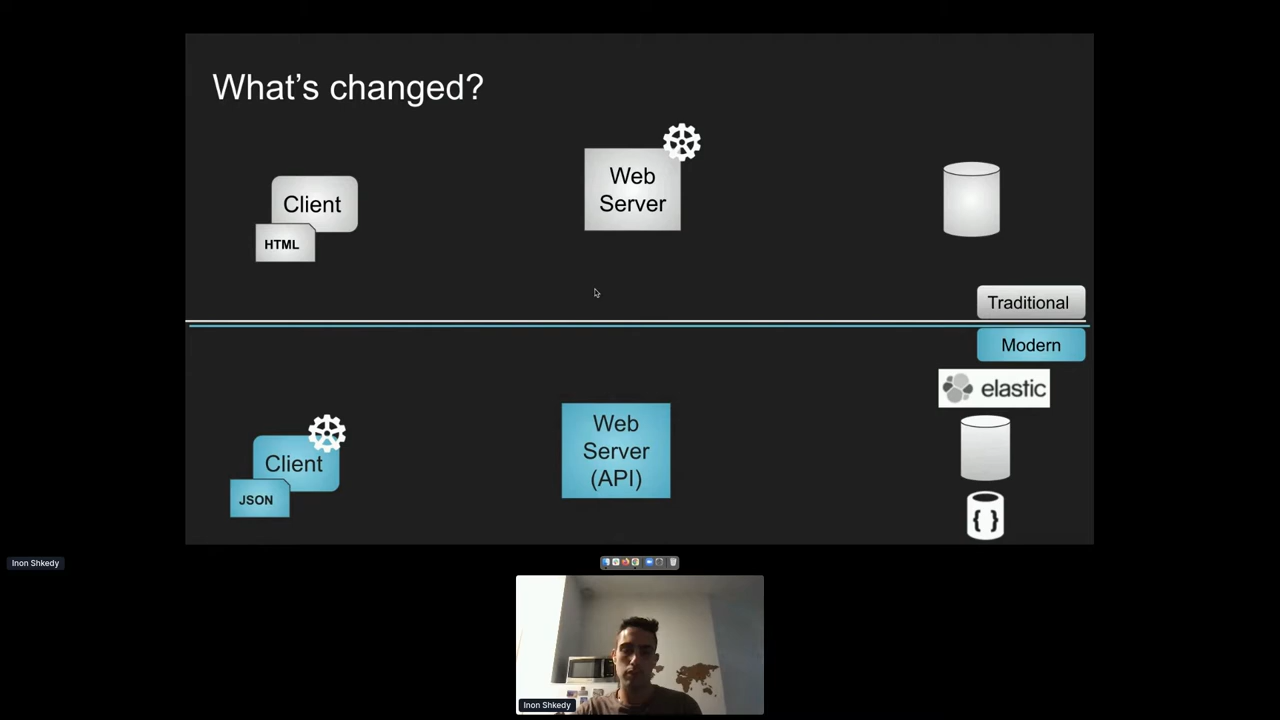 What's changed?
Client
HTML
Web
Server
Traditional
Modern
elastic
Client
JSON
Web
Server
(API)
{ }
Inon Shkedy
Inon Shkedy